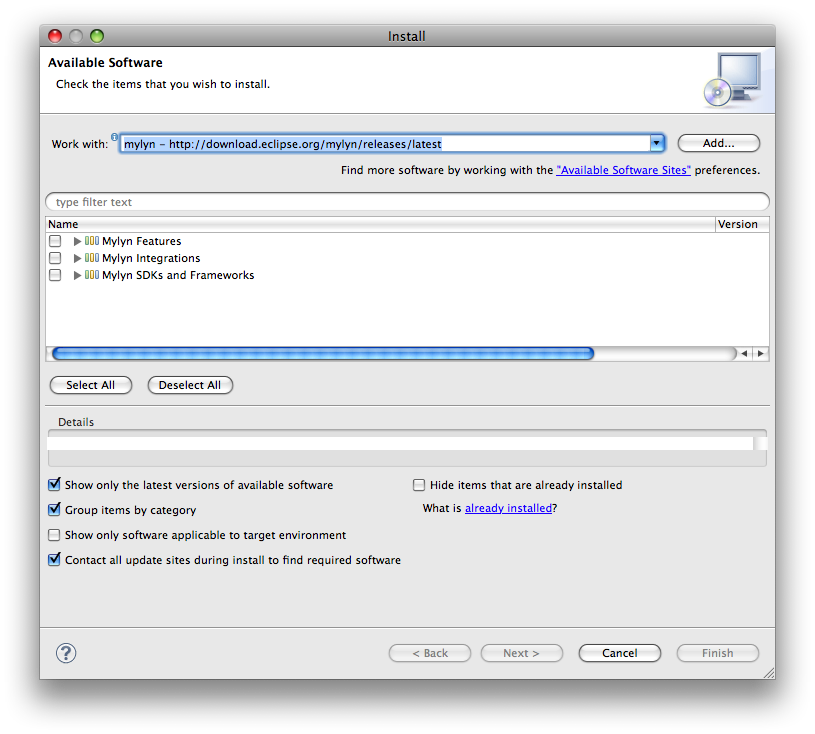 Install
Available Software
Check the items that you wish to install.
Work with: mylyn – http://download.eclipse.org/mylyn/releases/latest Add...
Find more software by working with the "Available Software Sites" preferences.
type filter text
Name Version
Mylyn Features
Mylyn Integrations
Mylyn SDKs and Frameworks
Select All Deselect All
Details
Show only the latest versions of available software Hide items that are already installed
Group items by category What is already installed?
Show only software applicable to target environment
Contact all update sites during install to find required software
? < Back Next > Cancel Finish